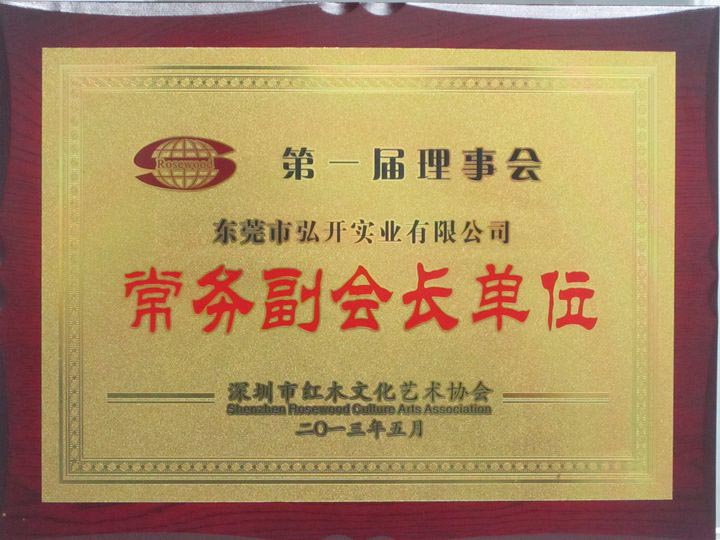 Rosewood
第一届理事会
东莞市弘开实业有限公司
常务副会长单位
深圳市红木文化艺术协会
Shenzhen Rosewood Culture Arts Association
二〇一三年五月